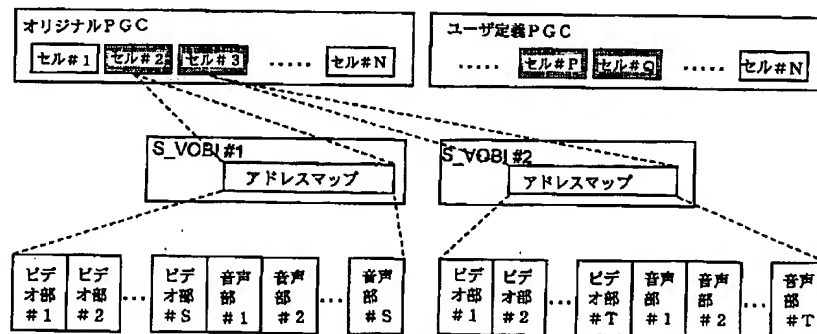 オリジナルPGC
セル#1 セル#2 セル#3 ..... セル#N
ユーザ定義PGC
..... セル#P セル#Q ..... セル#N
S_VOBI#1
アドレスマップ
S_VOBI#2
アドレスマップ
ビデオ部#1 ビデオ部#2 ... ビデオ部#S 音声部#1 音声部#2 ... 音声部#S
ビデオ部#1 ビデオ部#2 ... ビデオ部#T 音声部#1 音声部#2 ... 音声部#T